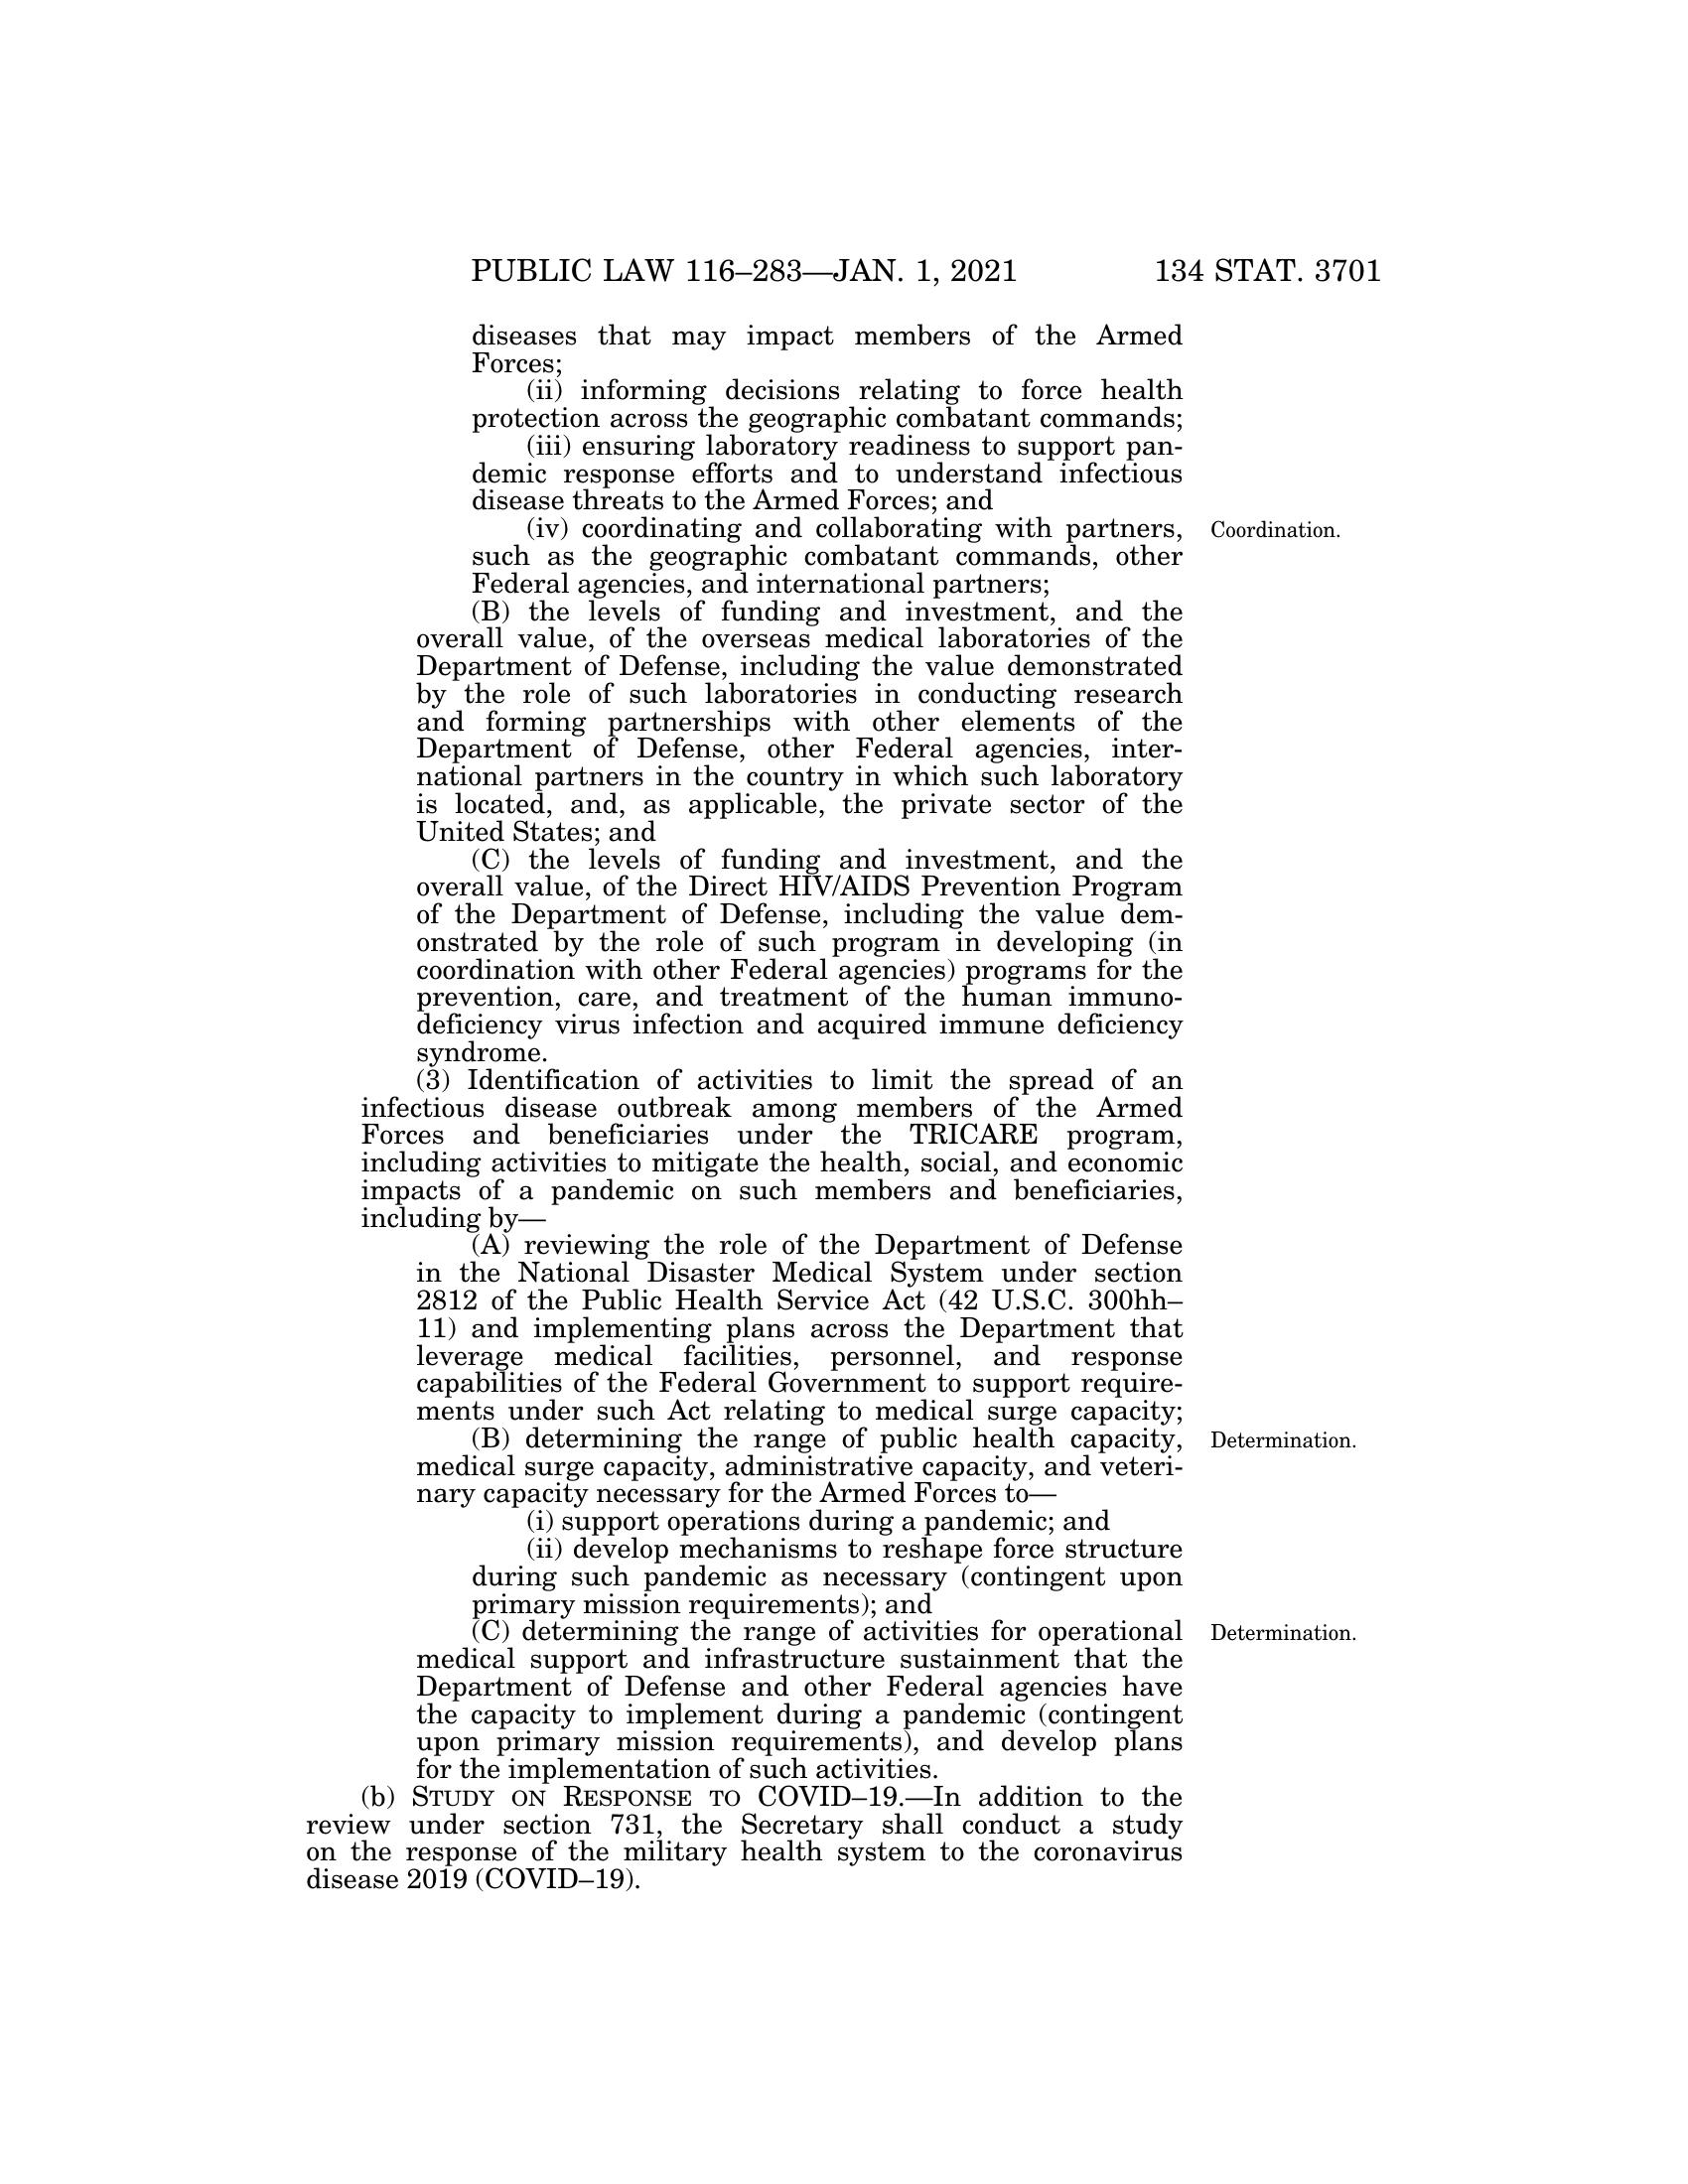 PUBLIC LAW 116–283—JAN. 1, 2021 134 STAT. 3701
diseases that may impact members of the Armed
Forces;
(ii) informing decisions relating to force health
protection across the geographic combatant commands;
(iii) ensuring laboratory readiness to support pan-
demic response efforts and to understand infectious
disease threats to the Armed Forces; and
(iv) coordinating and collaborating with partners,
such as the geographic combatant commands, other
Federal agencies, and international partners;
Coordination.
(B) the levels of funding and investment, and the
overall value, of the overseas medical laboratories of the
Department of Defense, including the value demonstrated
by the role of such laboratories in conducting research
and forming partnerships with other elements of the
Department of Defense, other Federal agencies, inter-
national partners in the country in which such laboratory
is located, and, as applicable, the private sector of the
United States; and
(C) the levels of funding and investment, and the
overall value, of the Direct HIV/AIDS Prevention Program
of the Department of Defense, including the value dem-
onstrated by the role of such program in developing (in
coordination with other Federal agencies) programs for the
prevention, care, and treatment of the human immuno-
deficiency virus infection and acquired immune deficiency
syndrome.
(3) Identification of activities to limit the spread of an
infectious disease outbreak among members of the Armed
Forces and beneficiaries under the TRICARE program,
including activities to mitigate the health, social, and economic
impacts of a pandemic on such members and beneficiaries,
including by—
(A) reviewing the role of the Department of Defense
in the National Disaster Medical System under section
2812 of the Public Health Service Act (42 U.S.C. 300hh–
11) and implementing plans across the Department that
leverage medical facilities, personnel, and response
capabilities of the Federal Government to support require-
ments under such Act relating to medical surge capacity;
(B) determining the range of public health capacity,
medical surge capacity, administrative capacity, and veteri-
nary capacity necessary for the Armed Forces to—
Determination.
(i) support operations during a pandemic; and
(ii) develop mechanisms to reshape force structure
during such pandemic as necessary (contingent upon
primary mission requirements); and
(C) determining the range of activities for operational
medical support and infrastructure sustainment that the
Department of Defense and other Federal agencies have
the capacity to implement during a pandemic (contingent
upon primary mission requirements), and develop plans
for the implementation of such activities.
Determination.
(b) STUDY ON RESPONSE TO COVID–19.—In addition to the
review under section 731, the Secretary shall conduct a study
on the response of the military health system to the coronavirus
disease 2019 (COVID–19).